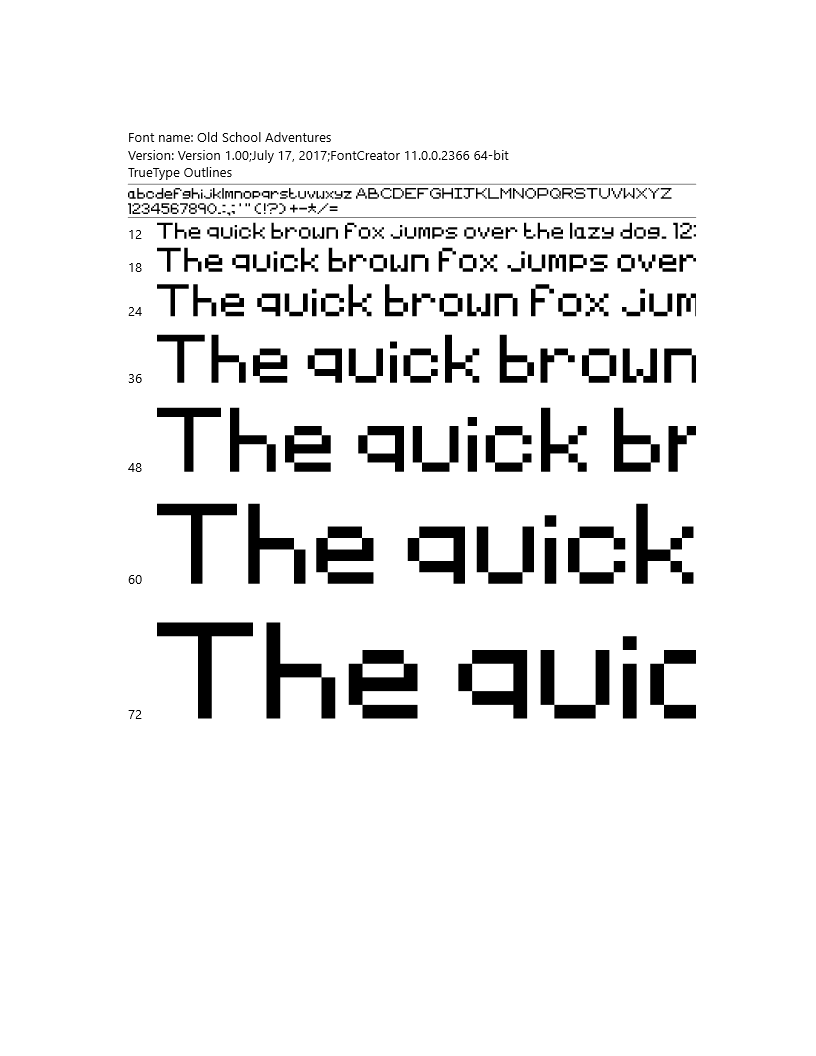 Font name: Old School Adventures
Version: Version 1.00;July 17, 2017;FontCreator 11.0.0.2366 64-bit
TrueType Outlines
abcdefghijklmnopqrstuvwxyz ABCDEFGHIJKLMNOPQRSTUVWXYZ
1234567890.:,;'"(!?)+-*/=
12 The quick brown fox jumps over the lazy dog. 123
18 The quick brown fox jumps over
24 The quick brown fox jum
36 The quick brown
48 The quick br
60 The quick
72 The quic